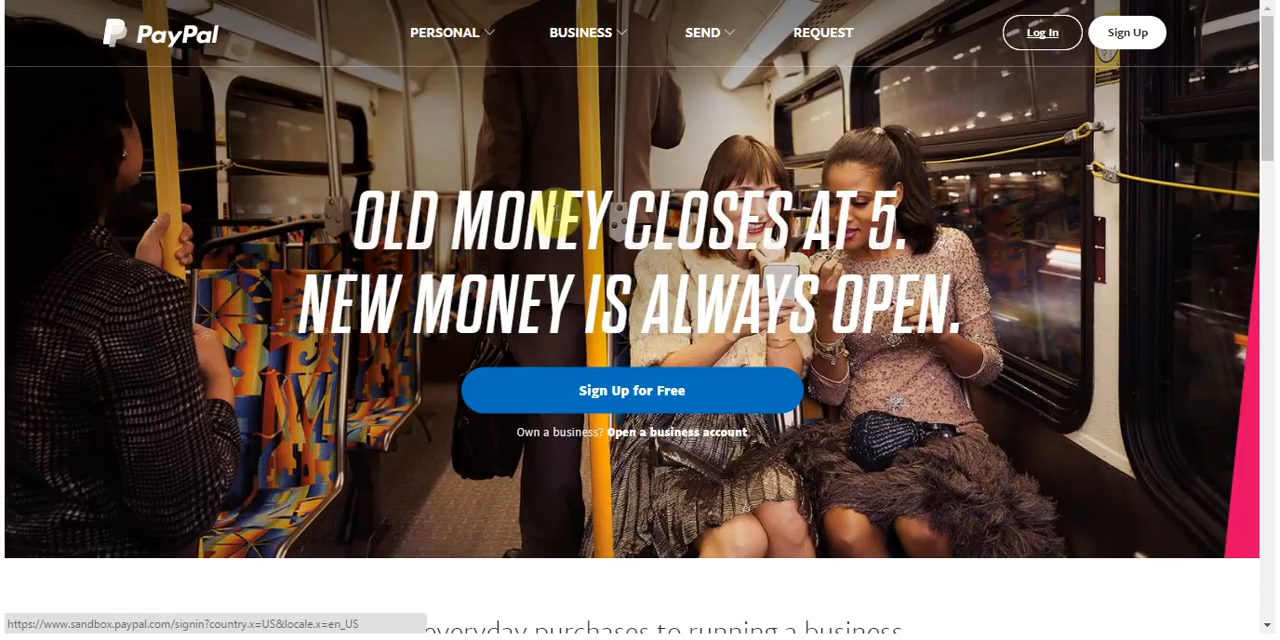 PayPal
PERSONAL BUSINESS SEND REQUEST
Log In
Sign Up
OLD MONEY CLOSES AT 5.
NEW MONEY IS ALWAYS OPEN.
Sign Up for Free
Own a business? Open a business account
everyday purchases to running a business
https://www.sandbox.paypal.com/signin?country.x=US&locale.x=en_US